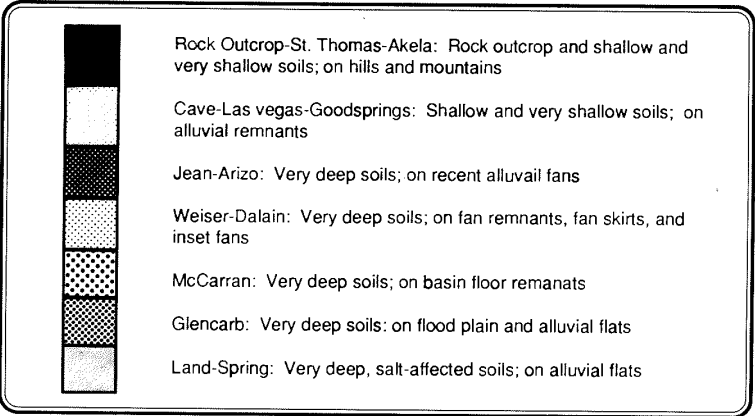 Rock Outcrop-St. Thomas-Akela: Rock outcrop and shallow and
very shallow soils; on hills and mountains
Cave-Las vegas-Goodsprings: Shallow and very shallow soils; on
alluvial remnants
Jean-Arizo: Very deep soils; on recent alluvail fans
Weiser-Dalain: Very deep soils; on fan remnants, fan skirts, and
inset fans
McCarran: Very deep soils; on basin floor remanats
Glencarb: Very deep soils: on flood plain and alluvial flats
Land-Spring: Very deep, salt-affected soils; on alluvial flats